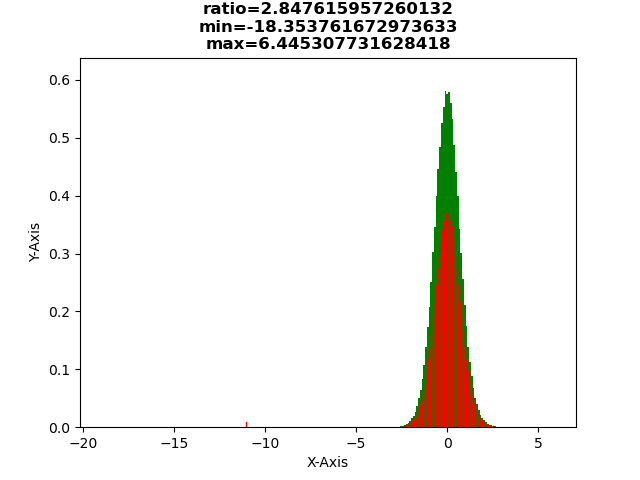 ratio=2.847615957260132
min=-18.353761672973633
max=6.445307731628418
0.6
0.5
0.4
0.3
0.2
0.1
0.0
Y-Axis
−20
−15
−10
−5
0
5
X-Axis